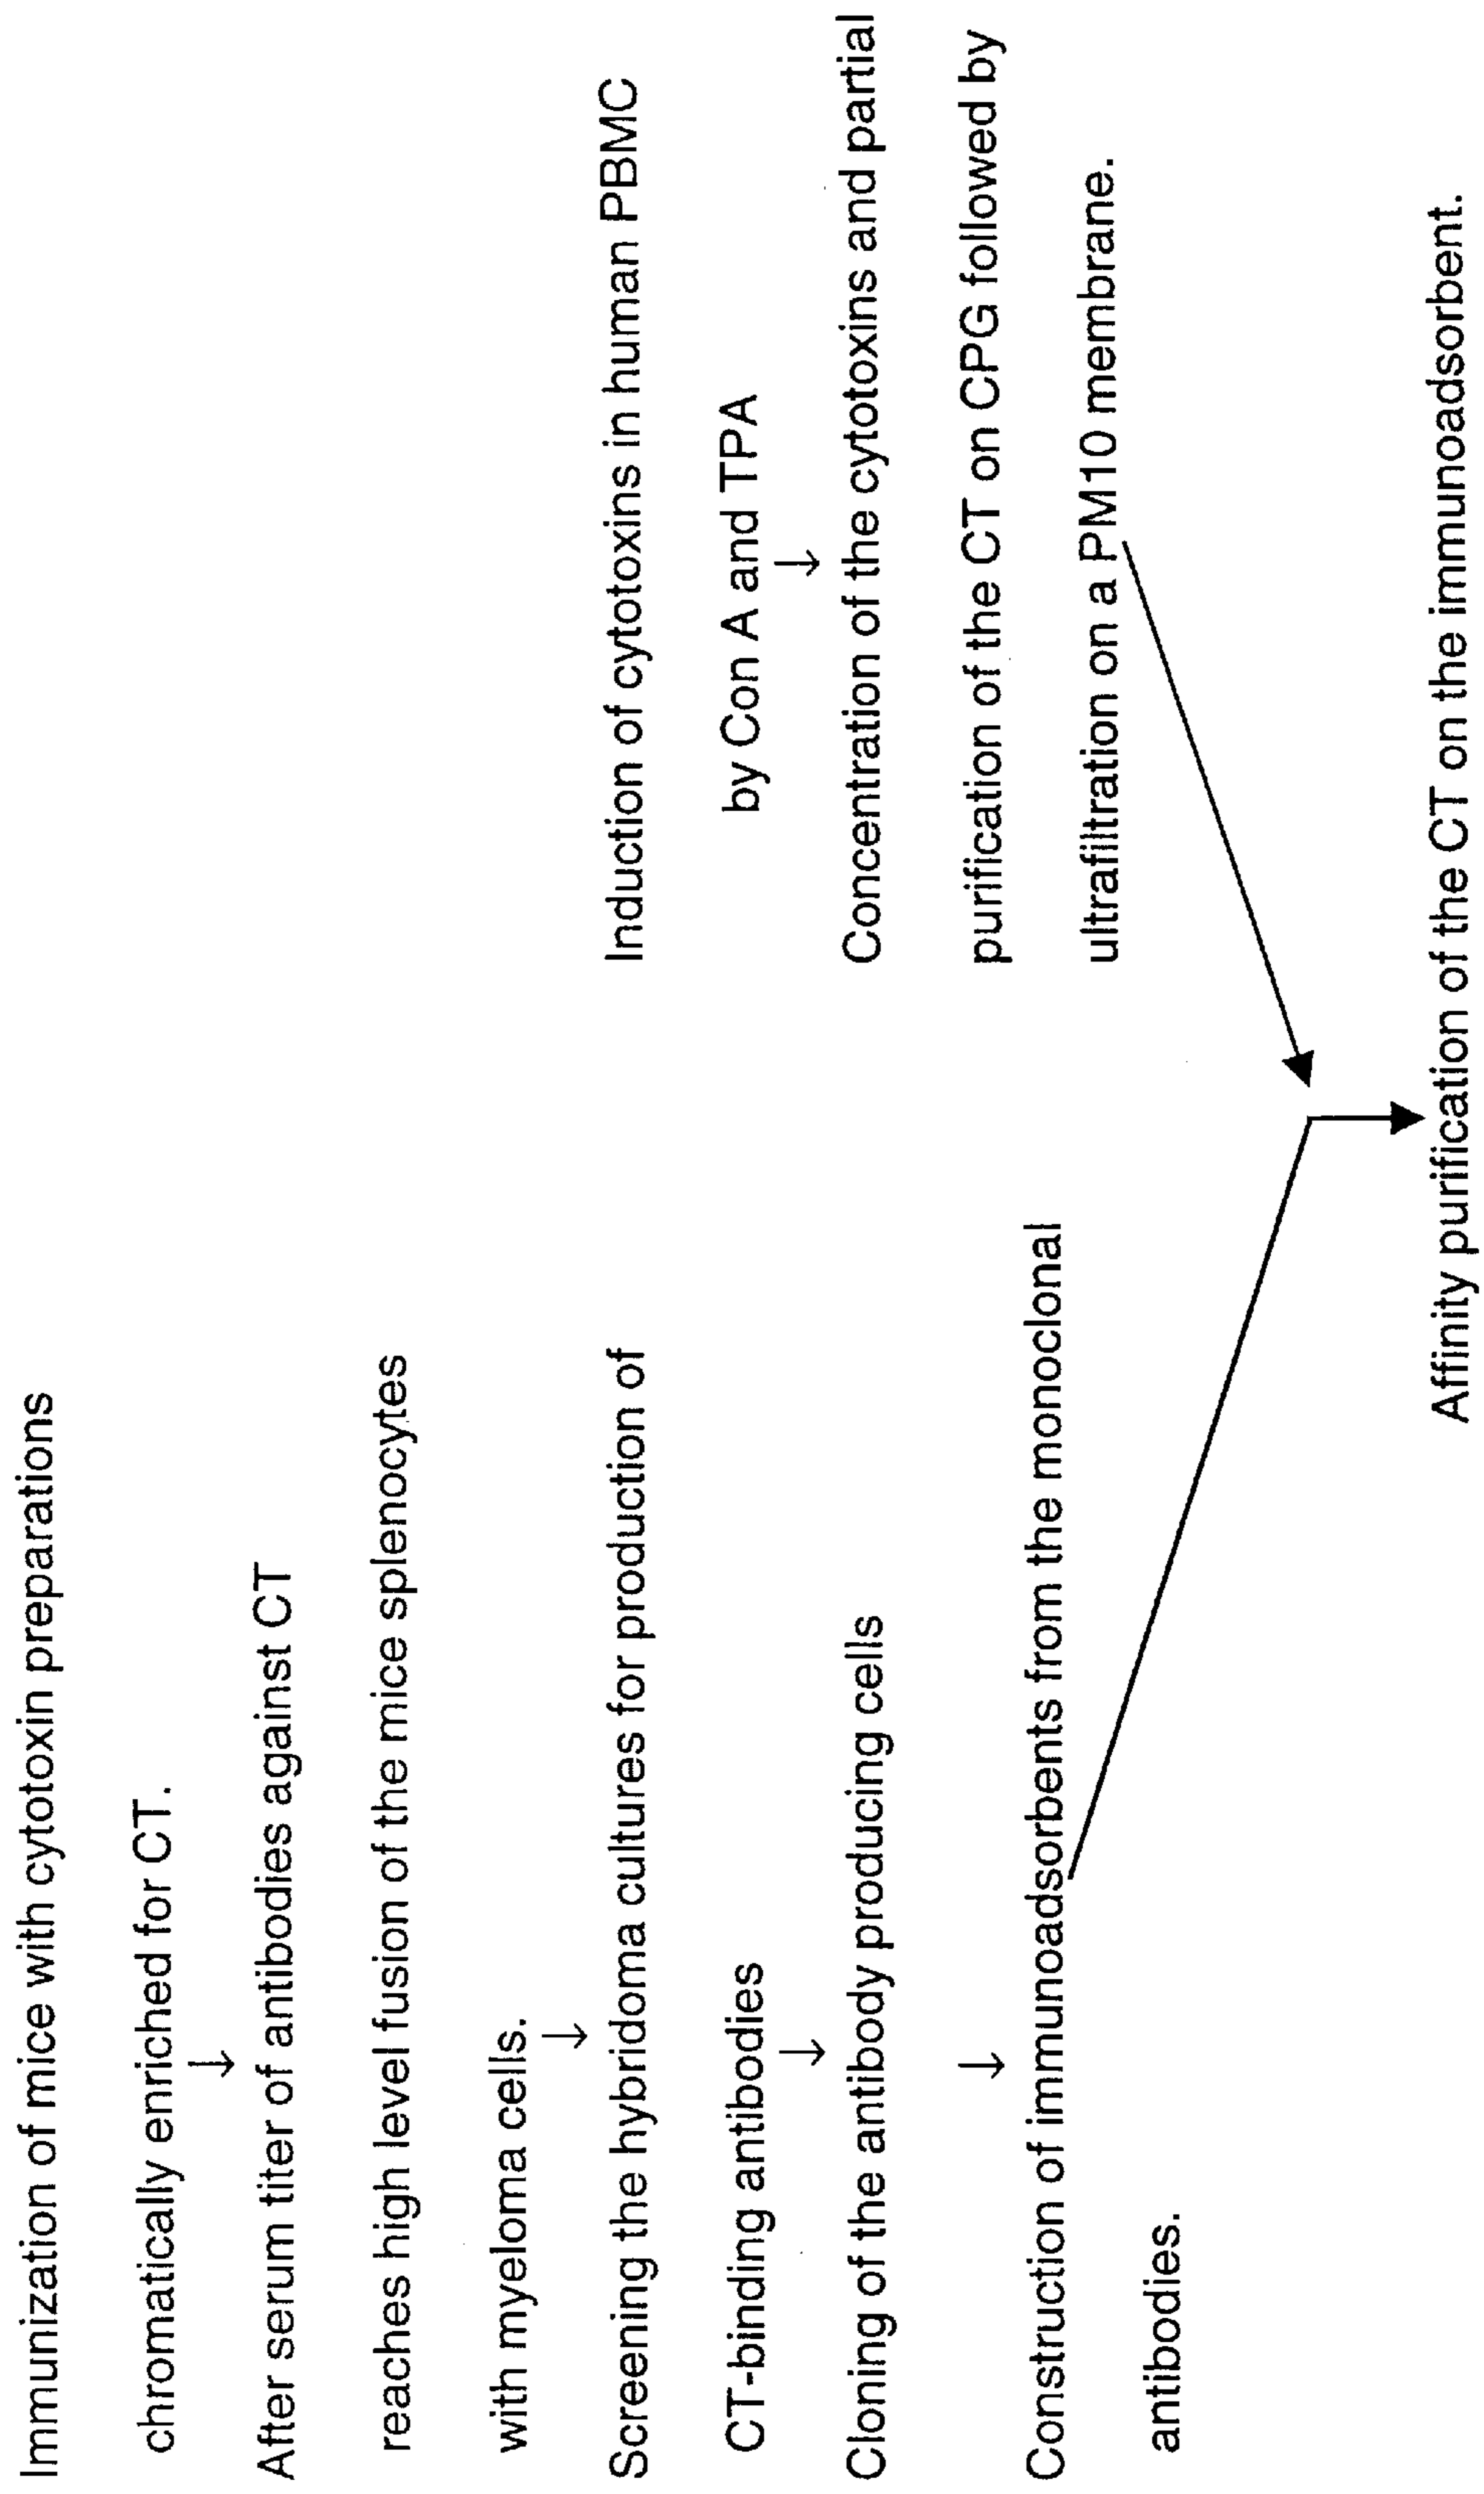 Immunization of mice with cytotoxin preparations
chromatically enriched for CT.
↓
After serum titer of antibodies against CT
reaches high level fusion of the mice splenocytes
with myeloma cells.
↓
Screening the hybridoma cultures for production of
CT-binding antibodies
↓
Cloning of the antibody producing cells
↓
Construction of immunoadsorbents from the monoclonal
antibodies.
Induction of cytotoxins in human PBMC
by Con A and TPA
↓
Concentration of the cytotoxins and partial
purification of the CT on CPG followed by
ultrafiltration on a PM10 membrane.
Affinity purification of the CT on the immunoadsorbent.